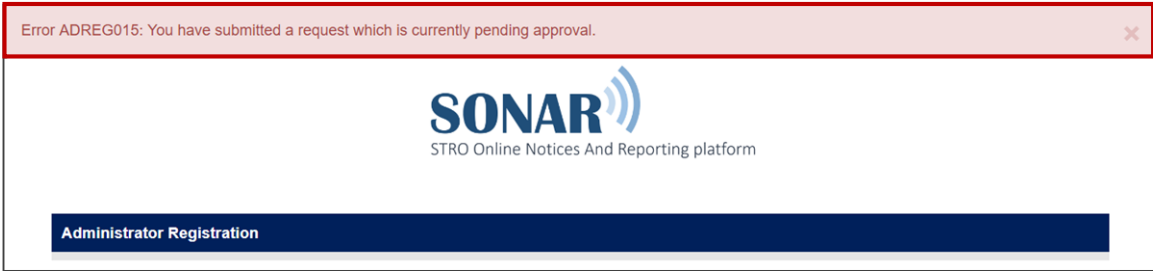 Error ADREG015: You have submitted a request which is currently pending approval.
×
SONAR
STRO Online Notices And Reporting platform
Administrator Registration